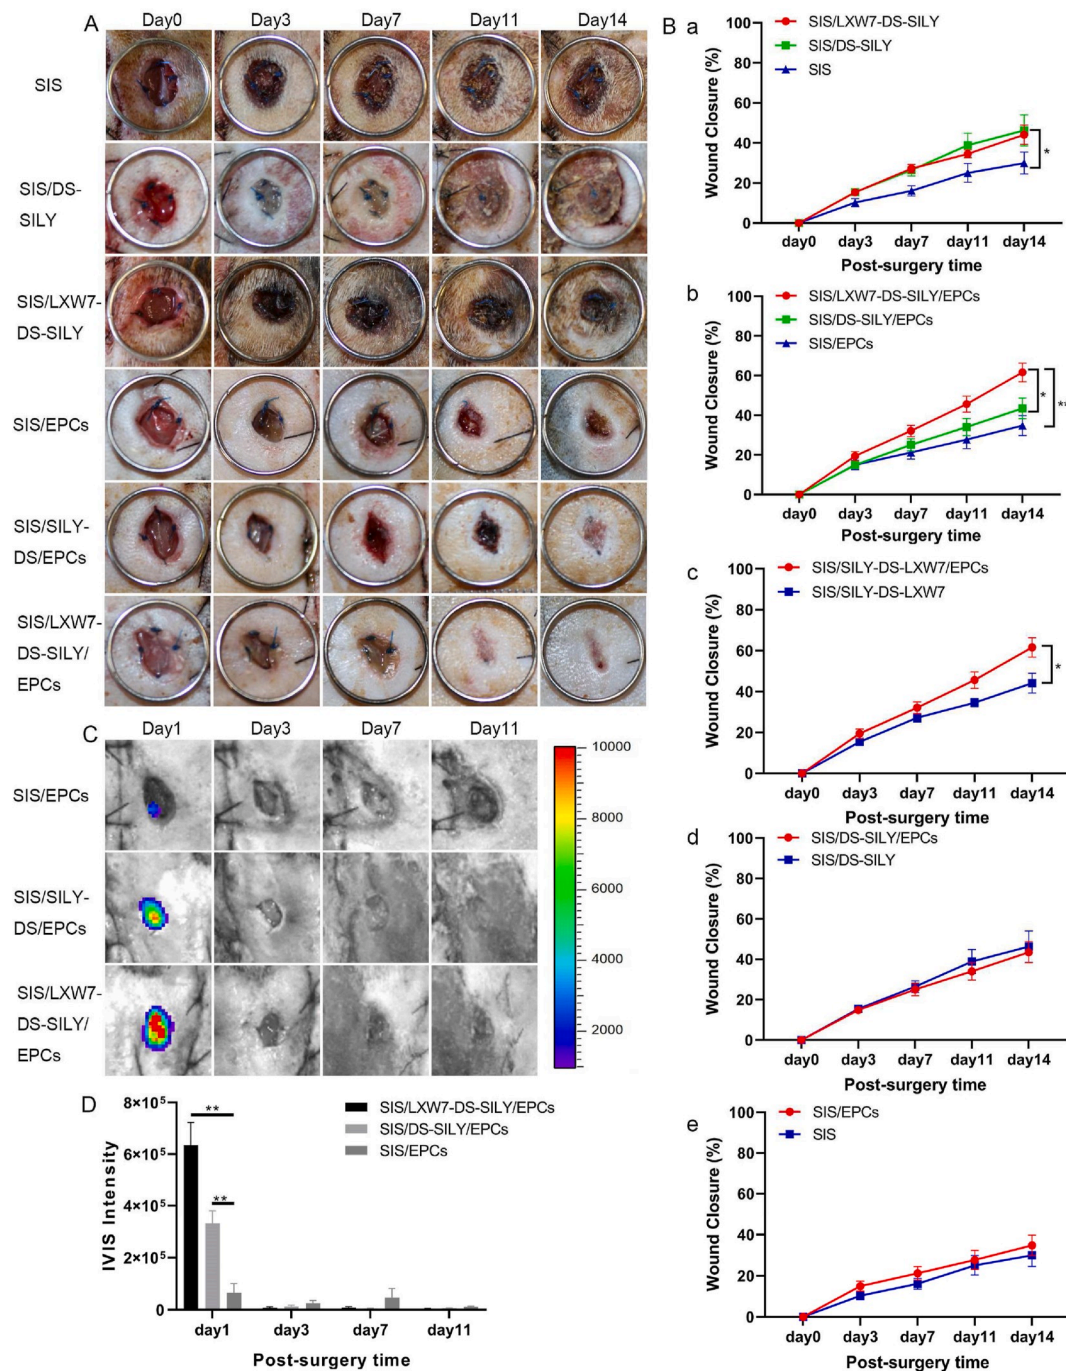 A
Day0 Day3 Day7 Day11 Day14
SIS
SIS/DS-
SILY
SIS/LXW7-
DS-SILY
SIS/EPCs
SIS/SILY-
DS/EPCs
SIS/LXW7-
DS-SILY/
EPCs
B
a
SIS/LXW7-DS-SILY
SIS/DS-SILY
SIS
Wound Closure (%)
100
80
60
40
20
0
*
day0 day3 day7 day11 day14
Post-surgery time
b
SIS/LXW7-DS-SILY/EPCs
SIS/DS-SILY/EPCs
SIS/EPCs
Wound Closure (%)
100
80
60
40
20
0
*
**
day0 day3 day7 day11 day14
Post-surgery time
c
SIS/SILY-DS-LXW7/EPCs
SIS/SILY-DS-LXW7
Wound Closure (%)
100
80
60
40
20
0
*
day0 day3 day7 day11 day14
Post-surgery time
d
SIS/DS-SILY/EPCs
SIS/DS-SILY
Wound Closure (%)
100
80
60
40
20
0
day0 day3 day7 day11 day14
Post-surgery time
e
SIS/EPCs
SIS
Wound Closure (%)
100
80
60
40
20
0
day0 day3 day7 day11 day14
Post-surgery time
C
Day1 Day3 Day7 Day11
SIS/EPCs
SIS/SILY-
DS/EPCs
SIS/LXW7-
DS-SILY/
EPCs
10000
8000
6000
4000
2000
D
SIS/LXW7-DS-SILY/EPCs
SIS/DS-SILY/EPCs
SIS/EPCs
IVIS Intensity
8×10⁵
6×10⁵
4×10⁵
2×10⁵
0
**
**
day1 day3 day7 day11
Post-surgery time